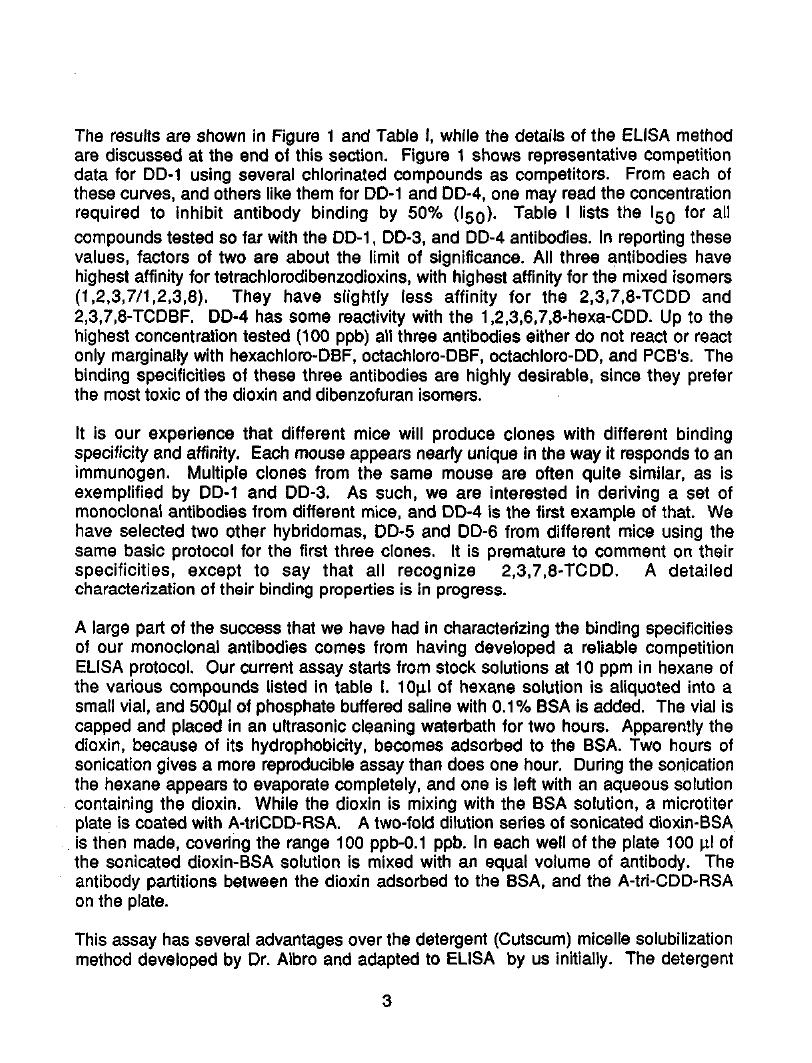 The results are shown in Figure 1 and Table I, while the details of the ELISA method
are discussed at the end of this section. Figure 1 shows representative competition
data for DD-1 using several chlorinated compounds as competitors. From each of
these curves, and others like them for DD-1 and DD-4, one may read the concentration
required to inhibit antibody binding by 50% (I50). Table I lists the I50 for all
compounds tested so far with the DD-1, DD-3, and DD-4 antibodies. In reporting these
values, factors of two are about the limit of significance. All three antibodies have
highest affinity for tetrachlorodibenzodioxins, with highest affinity for the mixed isomers
(1,2,3,7/1,2,3,8). They have slightly less affinity for the 2,3,7,8-TCDD and
2,3,7,8-TCDBF. DD-4 has some reactivity with the 1,2,3,6,7,8-hexa-CDD. Up to the
highest concentration tested (100 ppb) all three antibodies either do not react or react
only marginally with hexachloro-DBF, octachloro-DBF, octachloro-DD, and PCB's. The
binding specificities of these three antibodies are highly desirable, since they prefer
the most toxic of the dioxin and dibenzofuran isomers.
It is our experience that different mice will produce clones with different binding
specificity and affinity. Each mouse appears nearly unique in the way it responds to an
immunogen. Multiple clones from the same mouse are often quite similar, as is
exemplified by DD-1 and DD-3. As such, we are interested in deriving a set of
monoclonal antibodies from different mice, and DD-4 is the first example of that. We
have selected two other hybridomas, DD-5 and DD-6 from different mice using the
same basic protocol for the first three clones. It is premature to comment on their
specificities, except to say that all recognize 2,3,7,8-TCDD. A detailed
characterization of their binding properties is in progress.
A large part of the success that we have had in characterizing the binding specificities
of our monoclonal antibodies comes from having developed a reliable competition
ELISA protocol. Our current assay starts from stock solutions at 10 ppm in hexane of
the various compounds listed in table I. 10µl of hexane solution is aliquoted into a
small vial, and 500µl of phosphate buffered saline with 0.1% BSA is added. The vial is
capped and placed in an ultrasonic cleaning waterbath for two hours. Apparently the
dioxin, because of its hydrophobicity, becomes adsorbed to the BSA. Two hours of
sonication gives a more reproducible assay than does one hour. During the sonication
the hexane appears to evaporate completely, and one is left with an aqueous solution
containing the dioxin. While the dioxin is mixing with the BSA solution, a microtiter
plate is coated with A-triCDD-RSA. A two-fold dilution series of sonicated dioxin-BSA
is then made, covering the range 100 ppb-0.1 ppb. In each well of the plate 100 µl of
the sonicated dioxin-BSA solution is mixed with an equal volume of antibody. The
antibody partitions between the dioxin adsorbed to the BSA, and the A-tri-CDD-RSA
on the plate.
This assay has several advantages over the detergent (Cutscum) micelle solubilization
method developed by Dr. Albro and adapted to ELISA by us initially. The detergent
3